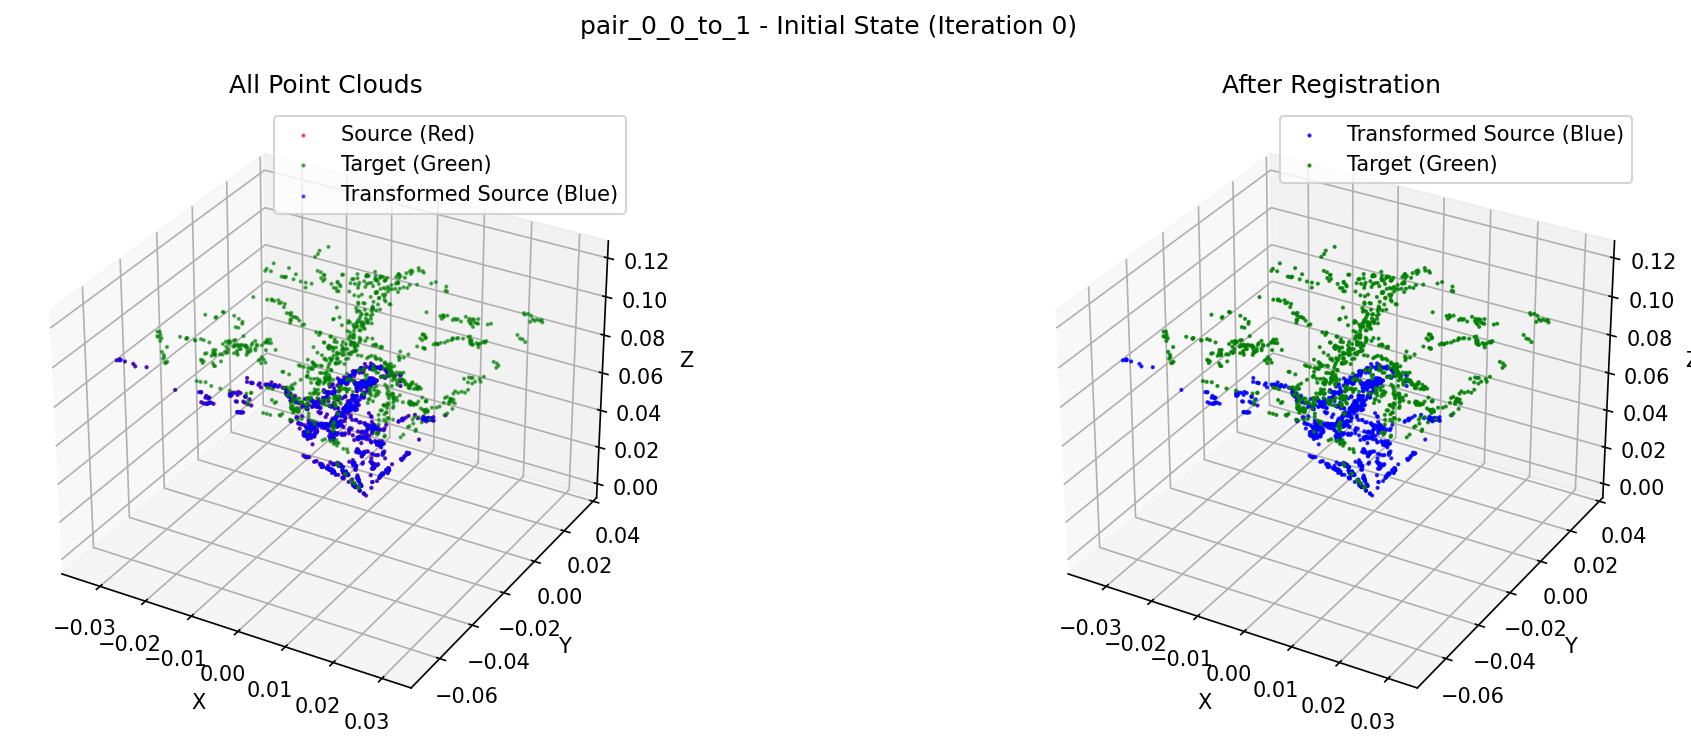 pair_0_0_to_1 - Initial State (Iteration 0)
All Point Clouds
Source (Red)
Target (Green)
Transformed Source (Blue)
0.12
0.10
0.08
0.06
0.04
0.02
0.00
Z
0.04
0.02
0.00
−0.02
−0.04
−0.06
Y
−0.03
−0.02
−0.01
0.00
0.01
0.02
0.03
X
After Registration
Transformed Source (Blue)
Target (Green)
0.12
0.10
0.08
0.06
0.04
0.02
0.00
Z
0.04
0.02
0.00
−0.02
−0.04
−0.06
Y
−0.03
−0.02
−0.01
0.00
0.01
0.02
0.03
X